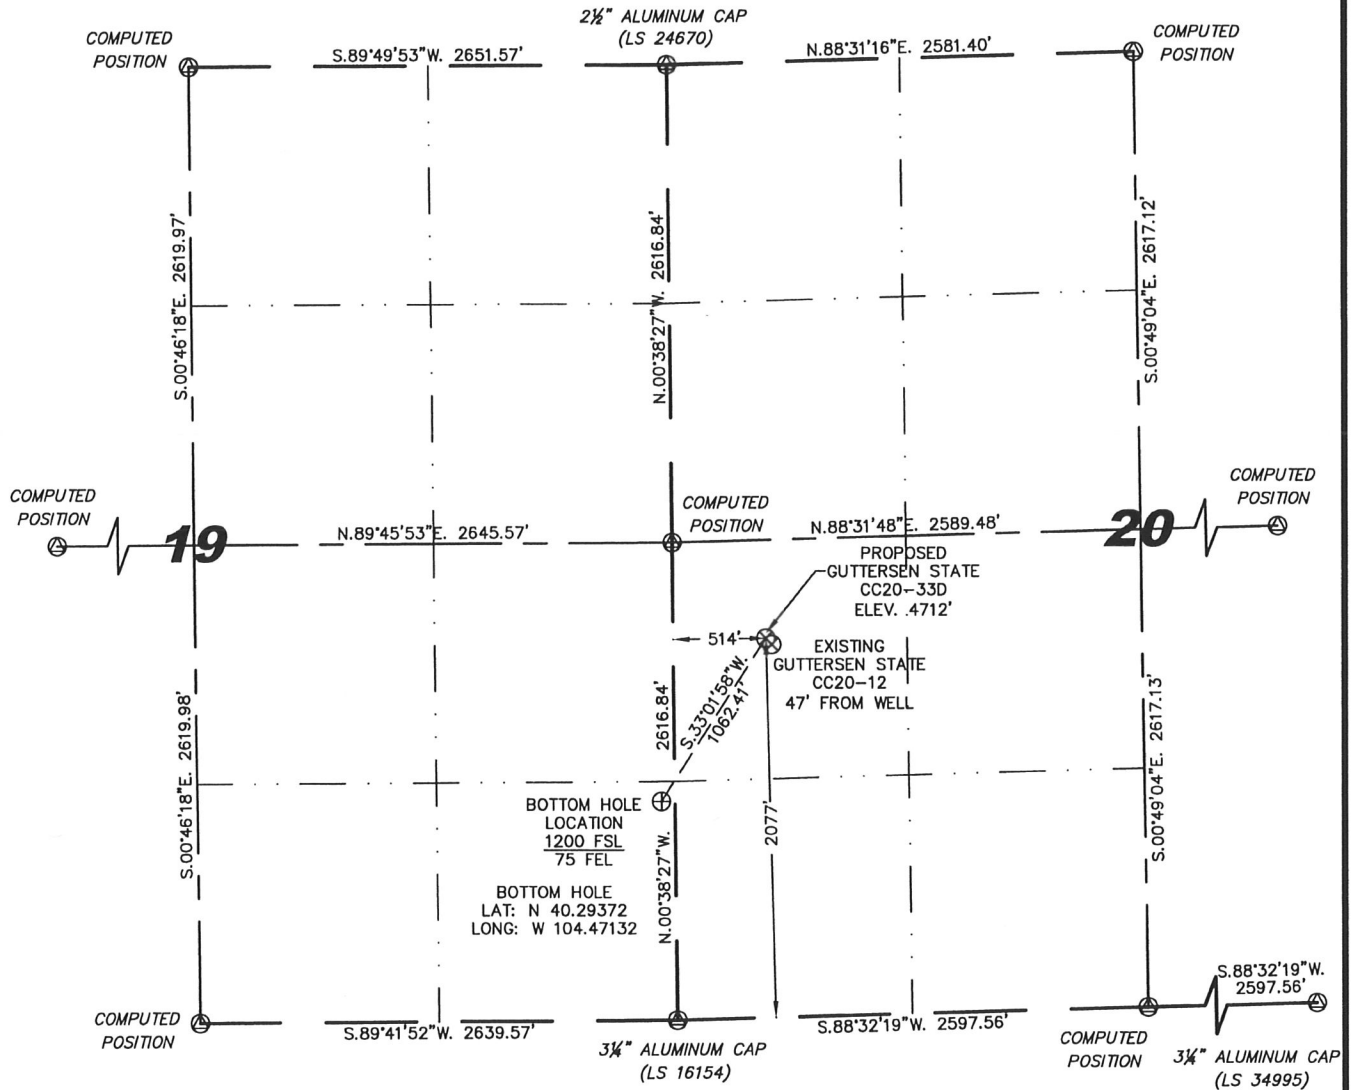 2½" ALUMINUM CAP
(LS 24670)
COMPUTED
POSITION
S.89°49'53"W. 2651.57'
N.88°31'16"E. 2581.40'
COMPUTED
POSITION
S.00°46'18"E. 2619.97'
N.00°38'27"W. 2616.84'
S.00°49'04"E. 2617.12'
COMPUTED
POSITION
19
N.89°45'53"E. 2645.57'
COMPUTED
POSITION
N.88°31'48"E. 2589.48'
20
COMPUTED
POSITION
PROPOSED
GUTTERSEN STATE
CC20-33D
ELEV. .4712'
514'
EXISTING
GUTTERSEN STATE
CC20-12
47' FROM WELL
S.33°01'58"W.
1062.41'
S.00°46'18"E. 2619.98'
N.00°38'27"W. 2616.84'
2077'
S.00°49'04"E. 2617.13'
BOTTOM HOLE
LOCATION
1200 FSL
75 FEL
BOTTOM HOLE
LAT: N 40.29372
LONG: W 104.47132
COMPUTED
POSITION
S.89°41'52"W. 2639.57'
3¼" ALUMINUM CAP
(LS 16154)
S.88°32'19"W. 2597.56'
COMPUTED
POSITION
S.88°32'19"W.
2597.56'
3¼" ALUMINUM CAP
(LS 34995)